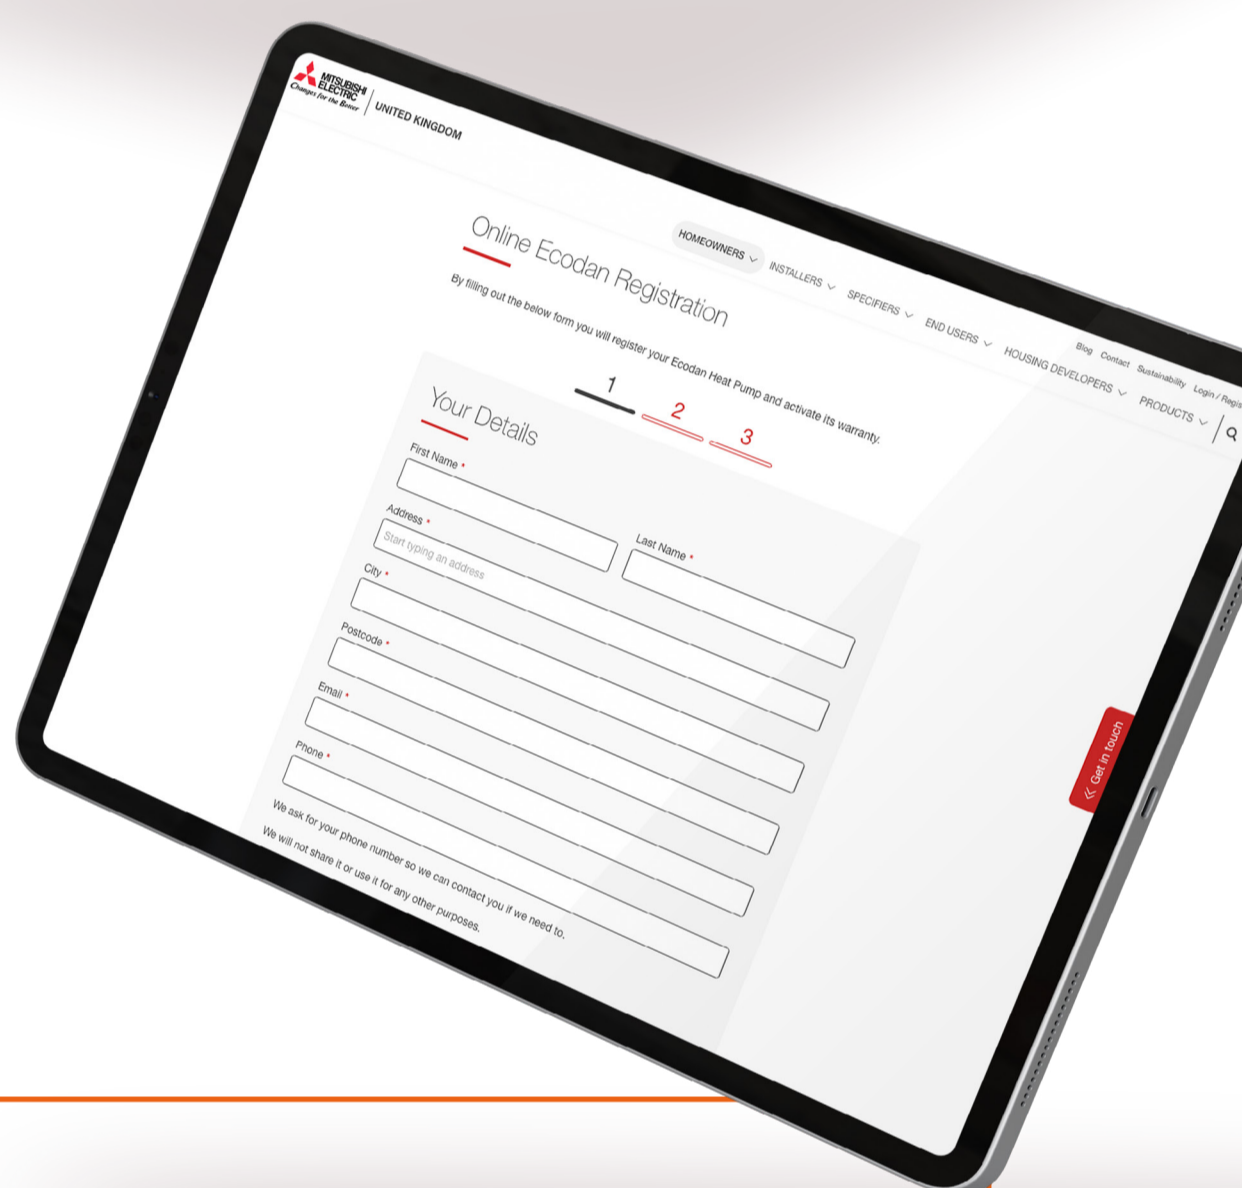 MITSUBISHI
ELECTRIC
Changes for the Better
UNITED KINGDOM
Blog Contact Sustainability Login / Regis
HOMEOWNERS INSTALLERS SPECIFIERS END USERS HOUSING DEVELOPERS PRODUCTS
Online Ecodan Registration
By filling out the below form you will register your Ecodan Heat Pump and activate its warranty.
1 2 3
Your Details
First Name * Last Name *
Address *
Start typing an address
City *
Postcode *
Email *
Phone *
We ask for your phone number so we can contact you if we need to.
We will not share it or use it for any other purposes.
Get in touch